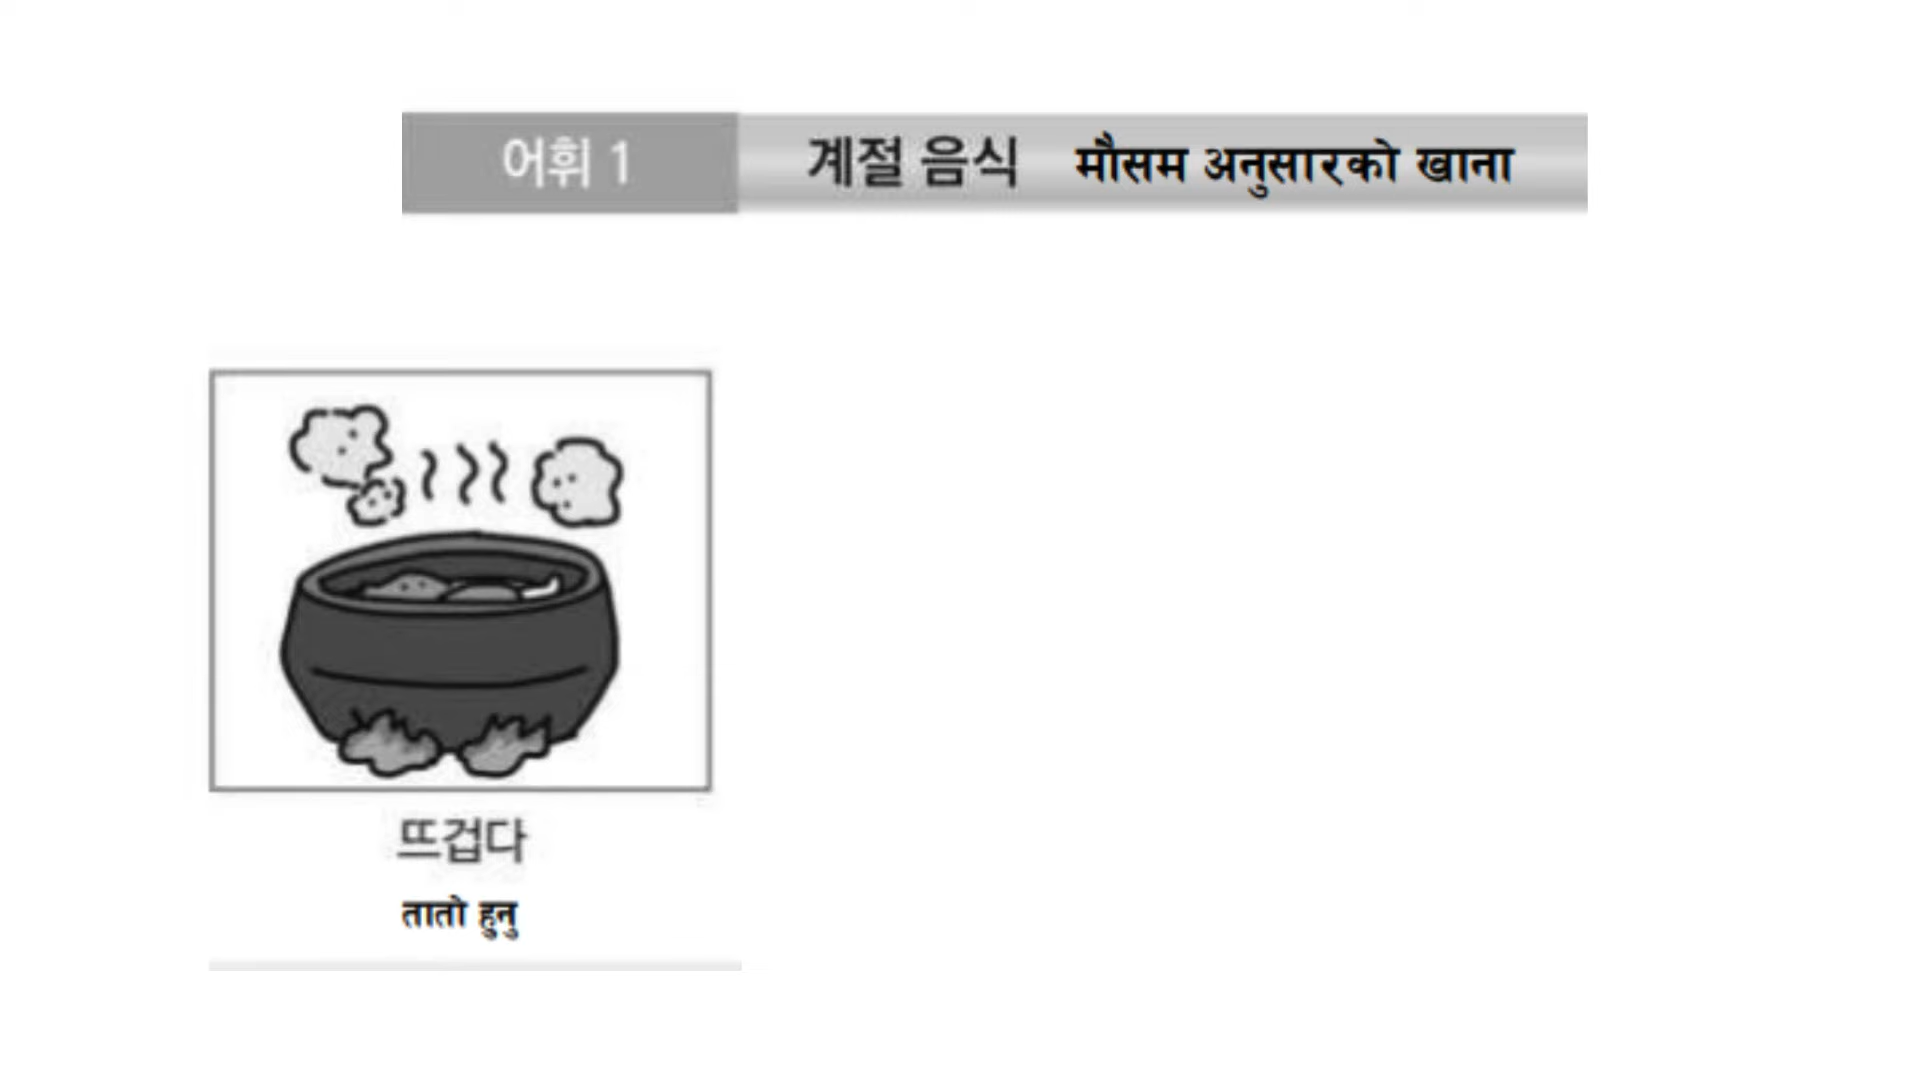 어휘 1 계절 음식 मौसम अनुसारको खाना
뜨겁다
तातो हुनु